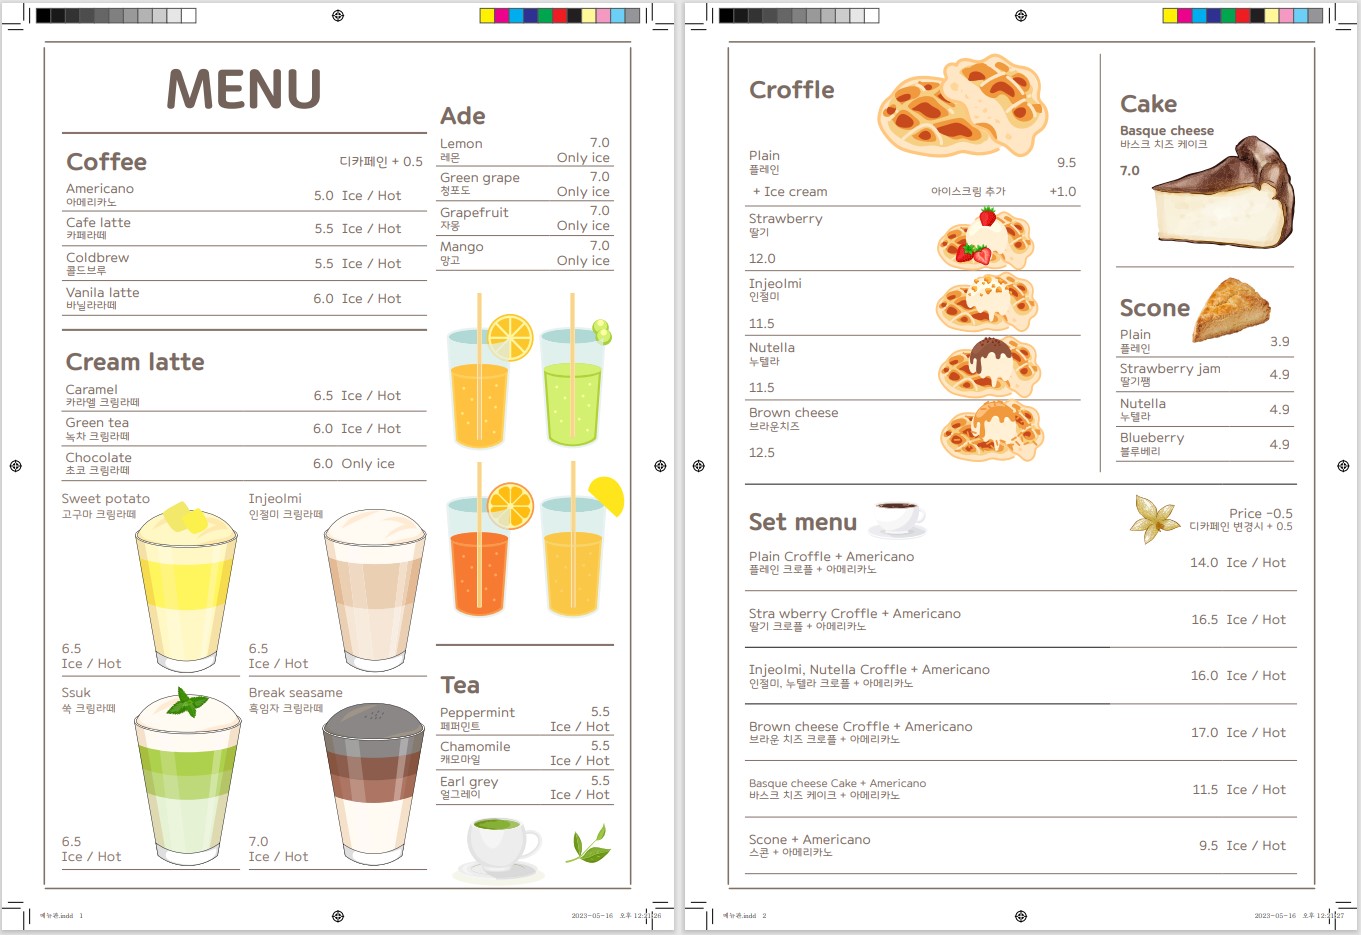 MENU
Coffee
디카페인 + 0.5
Americano
아메리카노
5.0 Ice / Hot
Cafe latte
카페라떼
5.5 Ice / Hot
Coldbrew
콜드브루
5.5 Ice / Hot
Vanila latte
바닐라라떼
6.0 Ice / Hot
Cream latte
Caramel
카라멜 크림라떼
6.5 Ice / Hot
Green tea
녹차 크림라떼
6.0 Ice / Hot
Chocolate
초코 크림라떼
6.0 Only ice
Sweet potato
고구마 크림라떼
6.5
Ice / Hot
Injeolmi
인절미 크림라떼
6.5
Ice / Hot
Ssuk
쑥 크림라떼
6.5
Ice / Hot
Break seasame
흑임자 크림라떼
7.0
Ice / Hot
Ade
Lemon
레몬
7.0
Only ice
Green grape
청포도
7.0
Only ice
Grapefruit
자몽
7.0
Only ice
Mango
망고
7.0
Only ice
Tea
Peppermint
페퍼민트
5.5
Ice / Hot
Chamomile
캐모마일
5.5
Ice / Hot
Earl grey
얼그레이
5.5
Ice / Hot
메뉴판.indd 1
2023-05-16 오후 12:21:26
Croffle
Plain
플레인
9.5
+ Ice cream
아이스크림 추가
+1.0
Strawberry
딸기
12.0
Injeolmi
인절미
11.5
Nutella
누텔라
11.5
Brown cheese
브라운치즈
12.5
Cake
Basque cheese
바스크 치즈 케이크
7.0
Scone
Plain
플레인
3.9
Strawberry jam
딸기쨈
4.9
Nutella
누텔라
4.9
Blueberry
블루베리
4.9
Set menu
Price -0.5
디카페인 변경시 + 0.5
Plain Croffle + Americano
플레인 크로플 + 아메리카노
14.0 Ice / Hot
Stra wberry Croffle + Americano
딸기 크로플 + 아메리카노
16.5 Ice / Hot
Injeolmi, Nutella Croffle + Americano
인절미, 누텔라 크로플 + 아메리카노
16.0 Ice / Hot
Brown cheese Croffle + Americano
브라운 치즈 크로플 + 아메리카노
17.0 Ice / Hot
Basque cheese Cake + Americano
바스크 치즈 케이크 + 아메리카노
11.5 Ice / Hot
Scone + Americano
스콘 + 아메리카노
9.5 Ice / Hot
메뉴판.indd 2
2023-05-16 오후 12:21:27